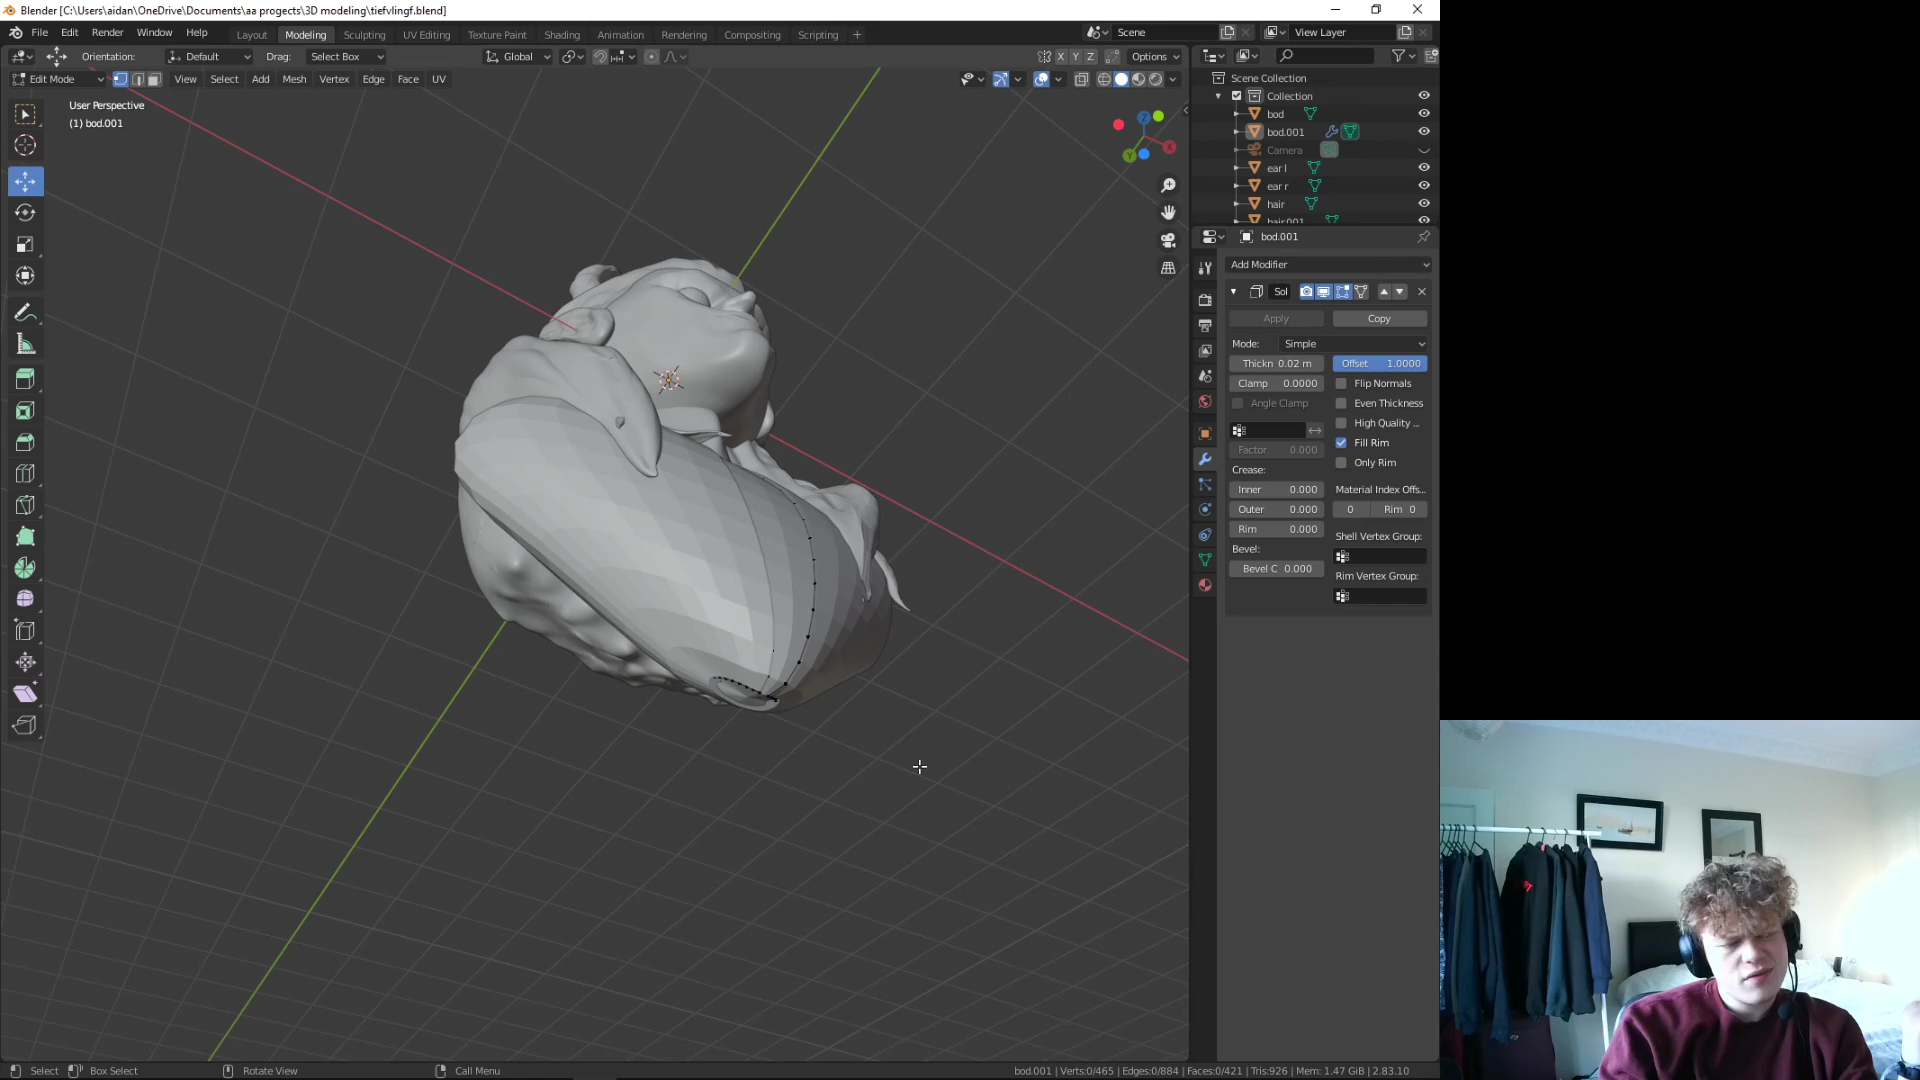 Blender [C:\Users\aidan\OneDrive\Documents\aa progects\3D modeling\tiefvlingf.blend]
File Edit Render Window Help
Layout Modeling Sculpting UV Editing Texture Paint Shading Animation Rendering Compositing Scripting +
Scene View Layer
Orientation: Default Drag: Select Box Global X Y Z Options
Edit Mode View Select Add Mesh Vertex Edge Face UV
User Perspective
(1) bod.001
Z
X
Y
Scene Collection
Collection
bod
bod.001
Camera
ear l
ear r
hair
hair.001
bod.001
Add Modifier
Sol
Apply Copy
Mode: Simple
Thickn 0.02 m Offset 1.0000
Clamp 0.0000 Flip Normals
Angle Clamp Even Thickness
High Quality ...
Fill Rim
Factor 0.000
Only Rim
Crease:
Inner 0.000 Material Index Offs...
Outer 0.000 0 Rim 0
Rim 0.000 Shell Vertex Group:
Bevel:
Bevel C 0.000 Rim Vertex Group:
Select Box Select Rotate View Call Menu bod.001 | Verts:0/465 | Edges:0/884 | Faces:0/421 | Tris:926 | Mem: 1.47 GiB | 2.83.10